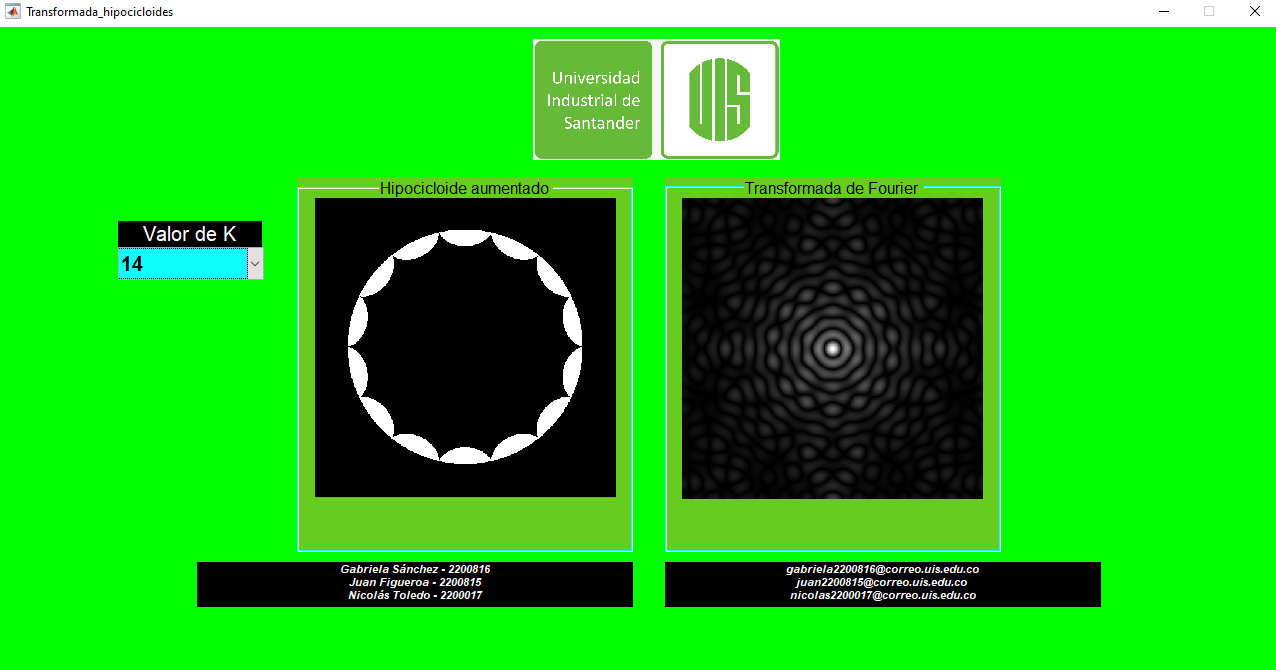 Transformada_hipocicloides
Universidad
Industrial de
Santander
UIS
Hipocicloide aumentado
Transformada de Fourier
Valor de K
14
Gabriela Sánchez - 2200816
Juan Figueroa - 2200815
Nicolás Toledo - 2200017
gabriela2200816@correo.uis.edu.co
juan2200815@correo.uis.edu.co
nicolas2200017@correo.uis.edu.co